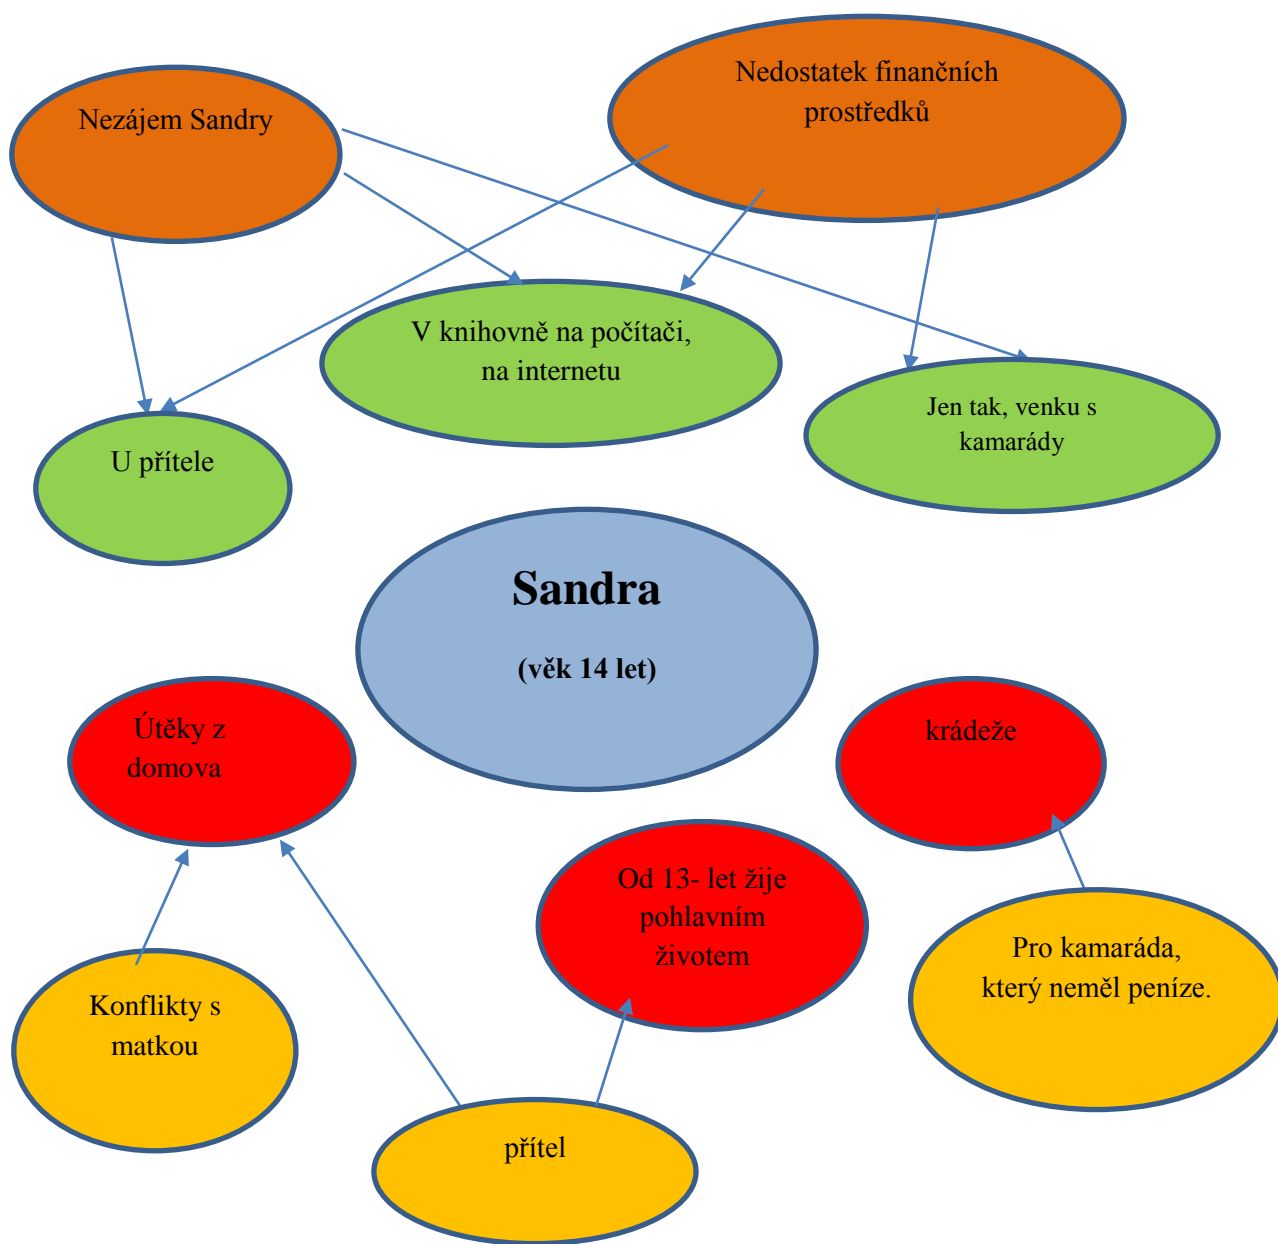 Nezájem Sandry
Nedostatek finančních
prostředků
V knihovně na počítači,
na internetu
Jen tak, venku s
kamarády
U přítele
Sandra
(věk 14 let)
Útěky z
domova
krádeže
Od 13- let žije
pohlavním
životem
Pro kamaráda,
který neměl peníze.
Konflikty s
matkou
přítel